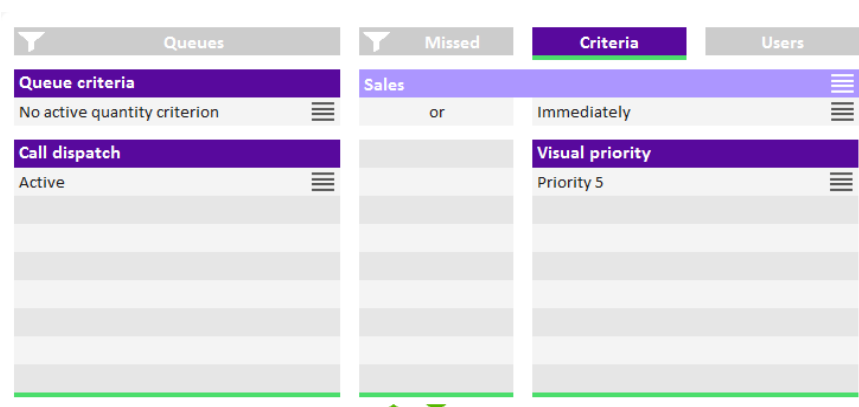 Queues Missed Criteria Users
Queue criteria Sales
No active quantity criterion or Immediately
Call dispatch Visual priority
Active Priority 5